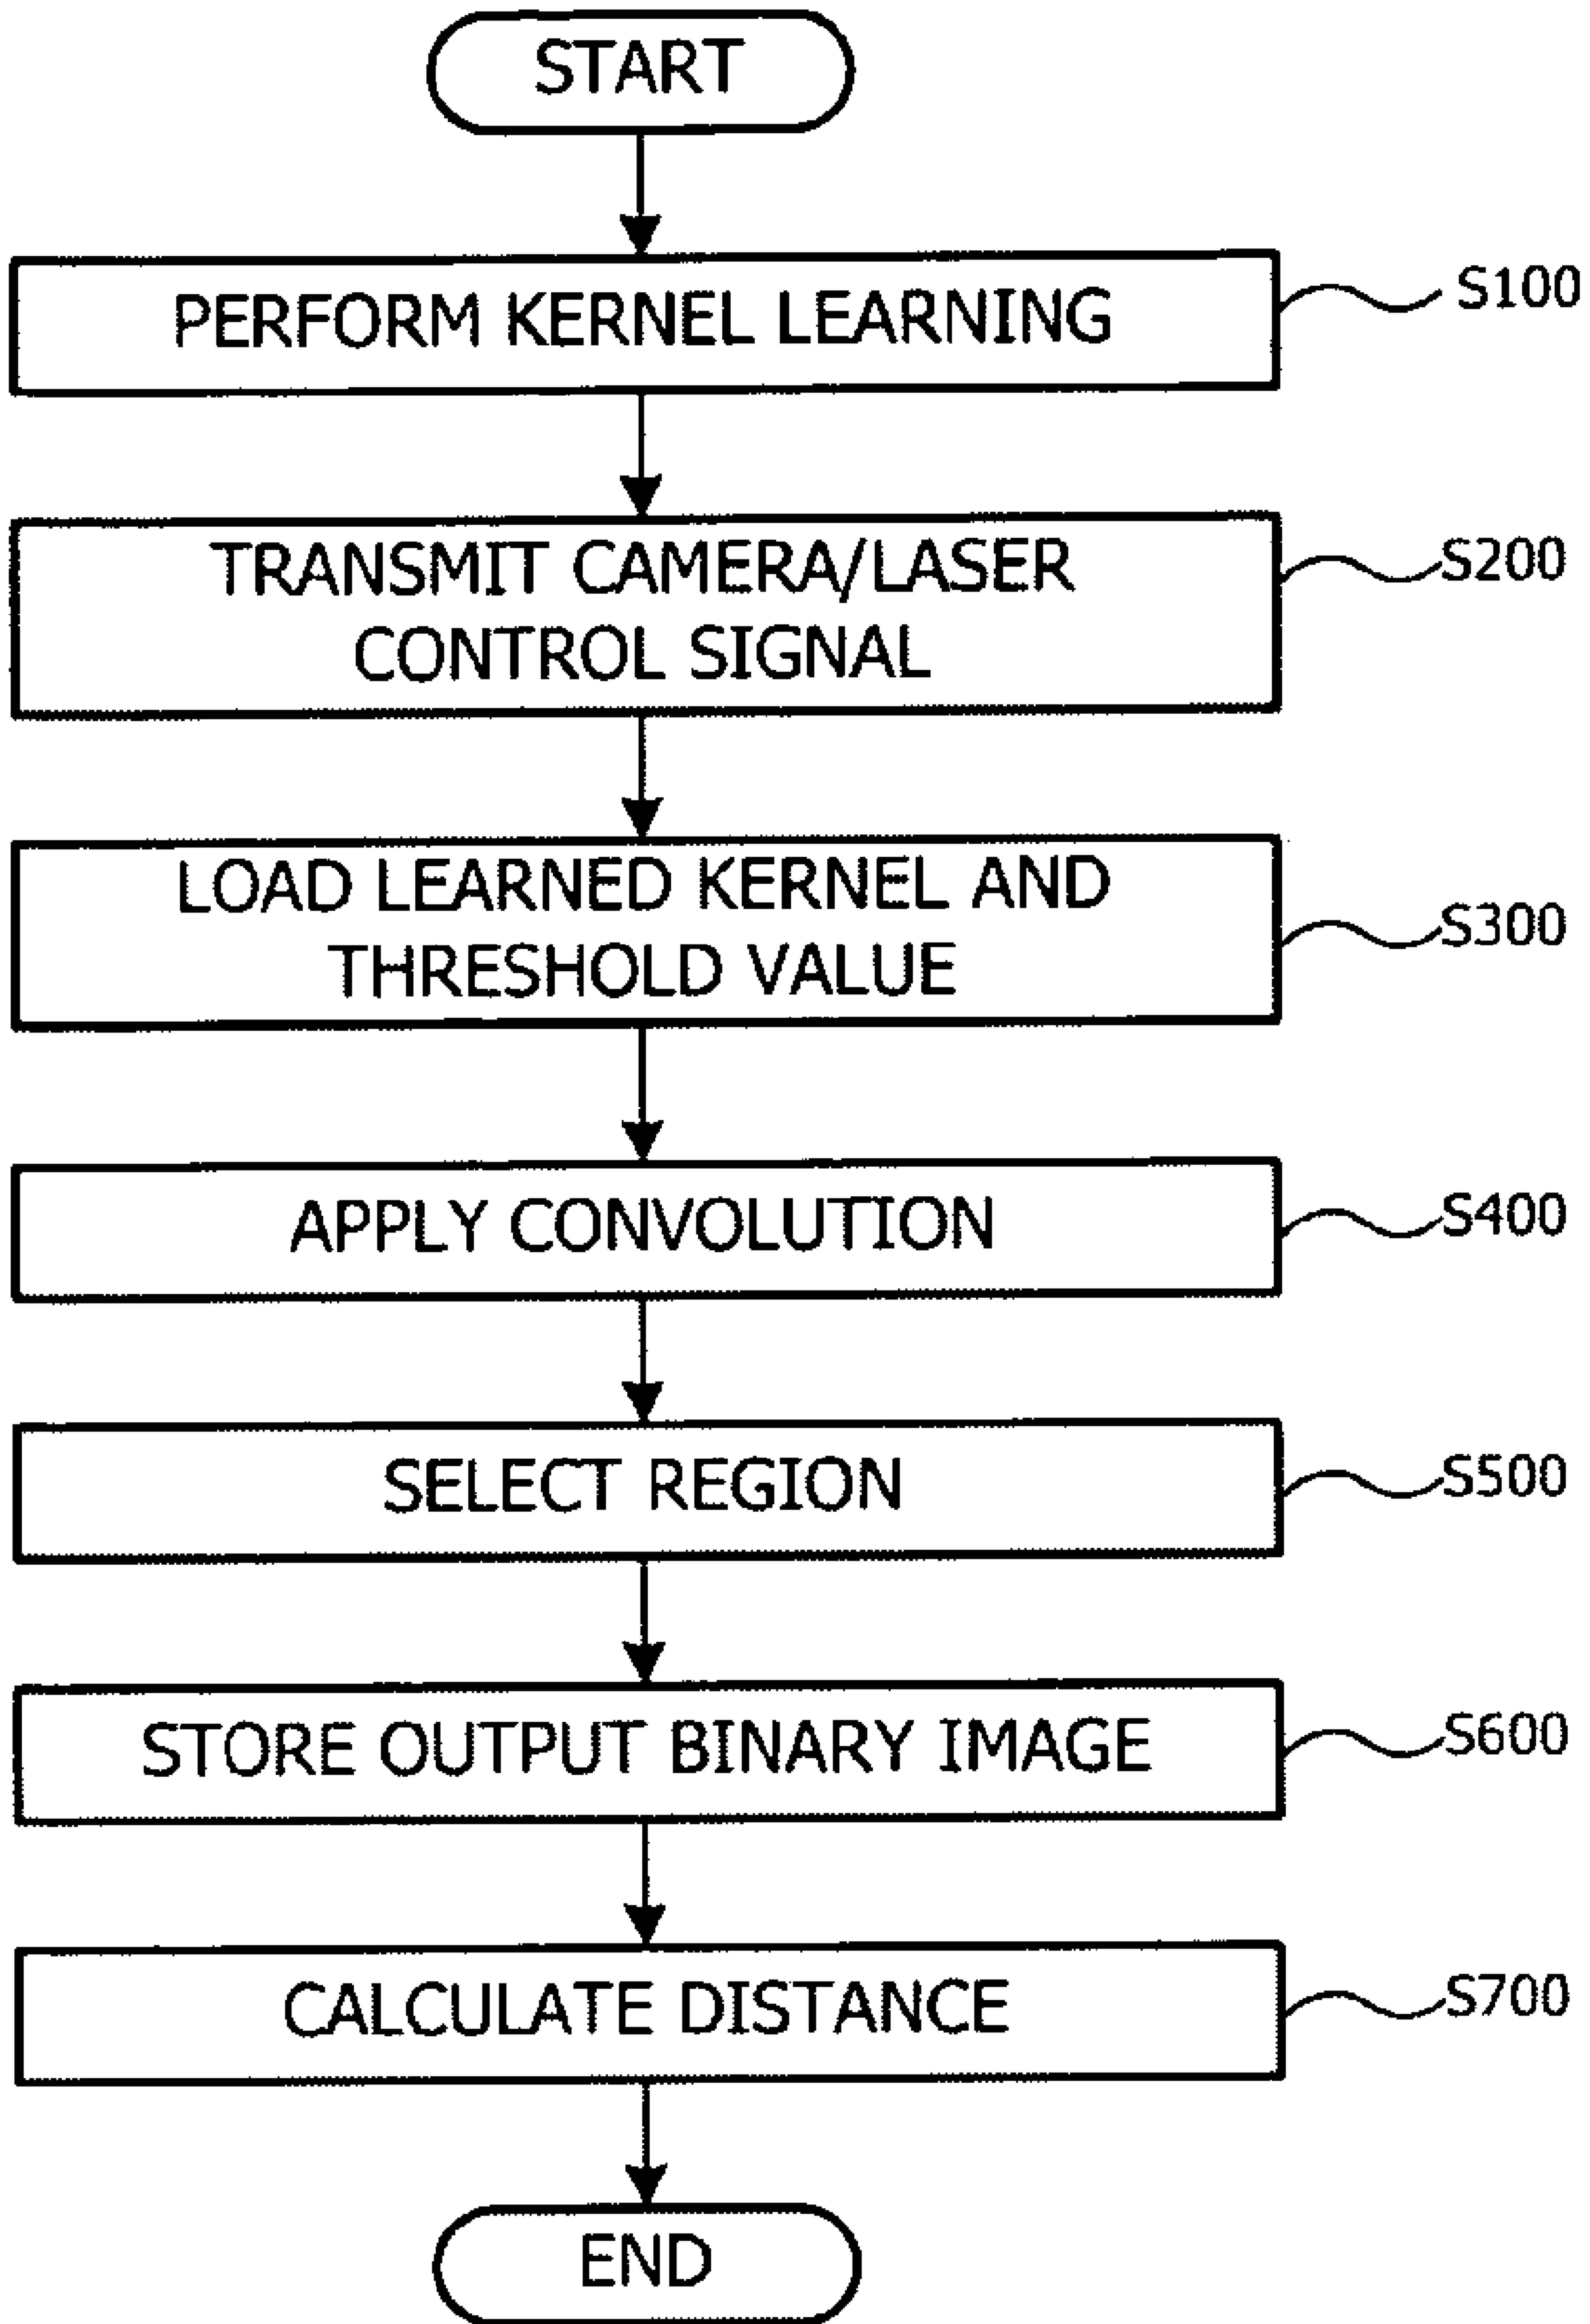 START
PERFORM KERNEL LEARNING
S100
TRANSMIT CAMERA/LASER
CONTROL SIGNAL
S200
LOAD LEARNED KERNEL AND
THRESHOLD VALUE
S300
APPLY CONVOLUTION
S400
SELECT REGION
S500
STORE OUTPUT BINARY IMAGE
S600
CALCULATE DISTANCE
S700
END